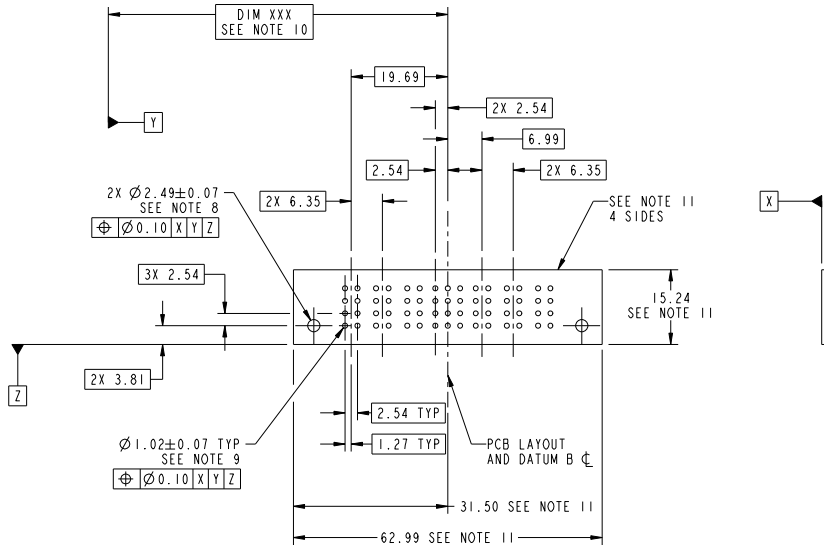 DIM XXX
SEE NOTE 10
19.69
2X 2.54
Y
6.99
2.54
2X 6.35
2X Ø2.49±0.07
SEE NOTE 8
2X 6.35
SEE NOTE 11
4 SIDES
X
⌖ Ø0.10 X Y Z
3X 2.54
15.24
SEE NOTE 11
Z
2X 3.81
2.54 TYP
Ø1.02±0.07 TYP
SEE NOTE 9
1.27 TYP
PCB LAYOUT
AND DATUM B ℄
⌖ Ø0.10 X Y Z
31.50 SEE NOTE 11
62.99 SEE NOTE 11